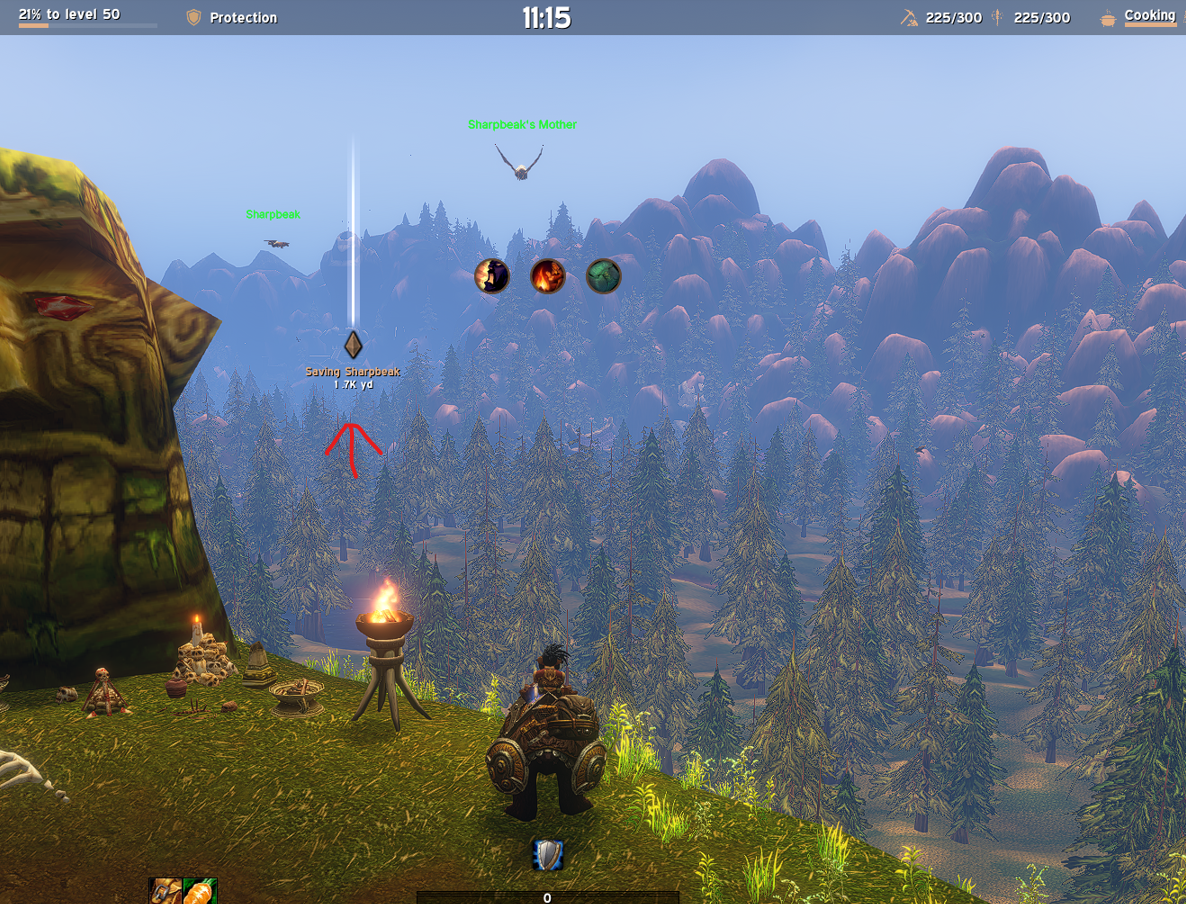 21% to level 50
Protection
11:15
225/300
225/300
Cooking
Sharpbeak's Mother
Sharpbeak
Saving Sharpbeak
1.7K yd
0